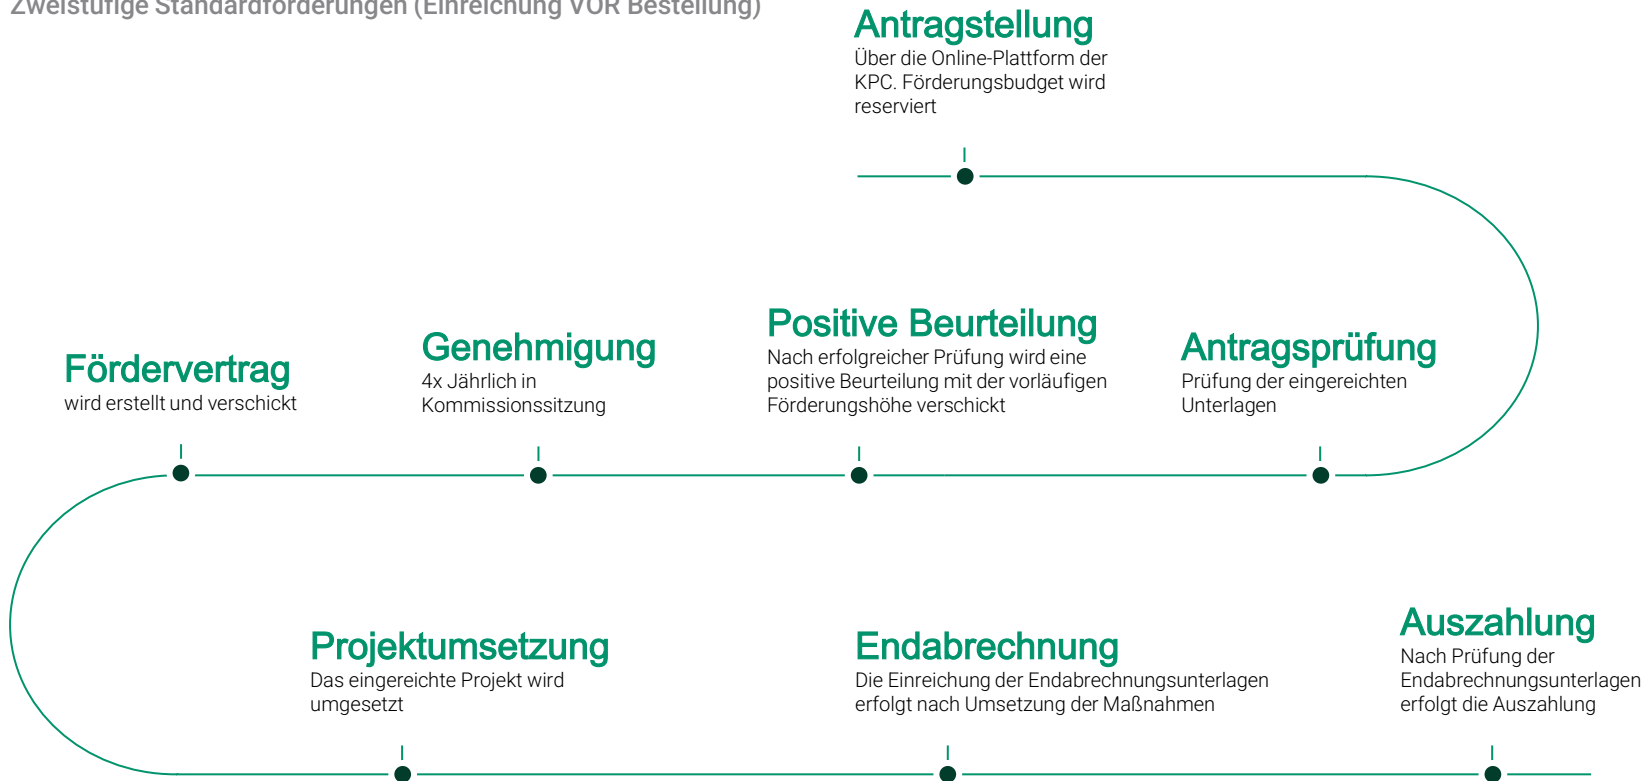 Zweistufige Standardförderungen (Einreichung VOR Bestellung)
Antragstellung
Über die Online-Plattform der
KPC. Förderungsbudget wird
reserviert
Antragsprüfung
Prüfung der eingereichten
Unterlagen
Positive Beurteilung
Nach erfolgreicher Prüfung wird eine
positive Beurteilung mit der vorläufigen
Förderungshöhe verschickt
Genehmigung
4x Jährlich in
Kommissionssitzung
Fördervertrag
wird erstellt und verschickt
Projektumsetzung
Das eingereichte Projekt wird
umgesetzt
Endabrechnung
Die Einreichung der Endabrechnungsunterlagen
erfolgt nach Umsetzung der Maßnahmen
Auszahlung
Nach Prüfung der
Endabrechnungsunterlagen
erfolgt die Auszahlung